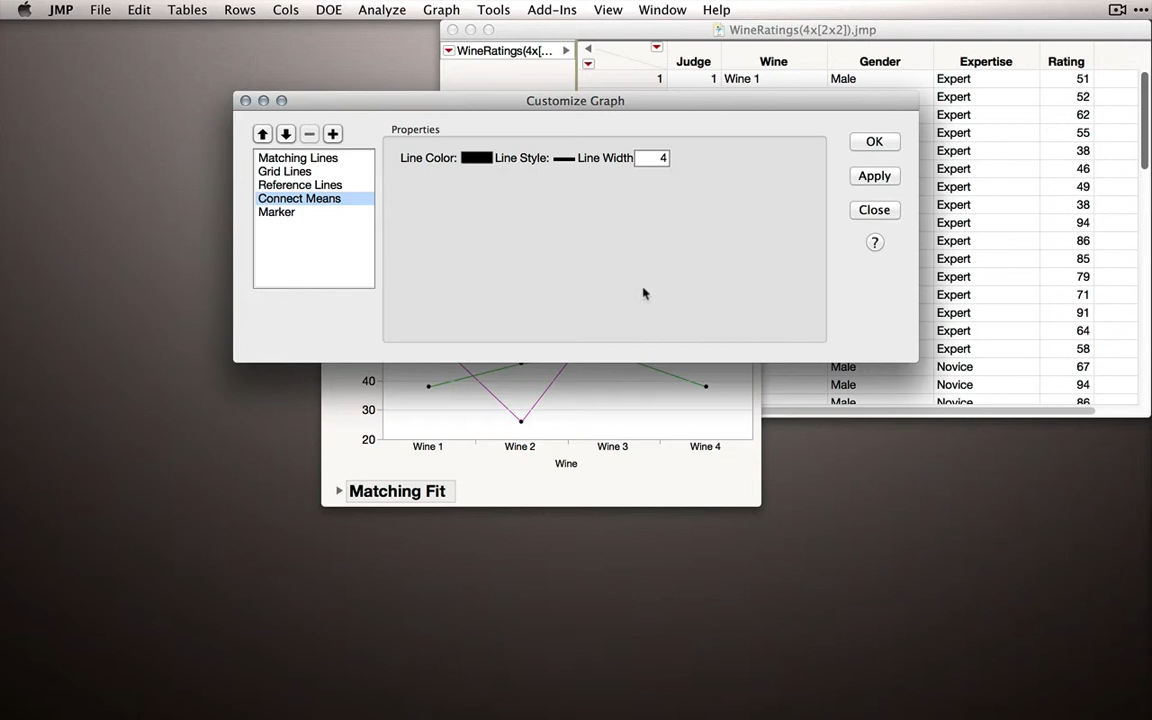 JMP File Edit Tables Rows Cols DOE Analyze Graph Tools Add-Ins View Window Help
WineRatings(4x[2x2]).jmp
WineRatings(4x[...
Judge Wine Gender Expertise Rating
1 1 Wine 1 Male Expert 51
Customize Graph
Expert 52
Expert 62
Expert 55
Expert 38
Expert 46
Expert 49
Expert 38
Expert 94
Expert 86
Expert 85
Expert 79
Expert 71
Expert 91
Expert 64
Expert 58
Male Novice 67
Male Novice 94
Male Novice 86
Matching Lines
Grid Lines
Reference Lines
Connect Means
Marker
Properties
Line Color: Line Style: Line Width 4
OK
Apply
Close
?
40
30
20
Wine 1 Wine 2 Wine 3 Wine 4
Wine
Matching Fit